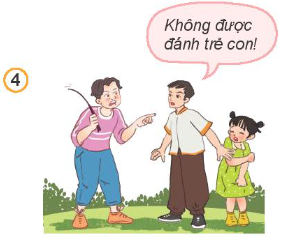 Không được
đánh trẻ con!
4